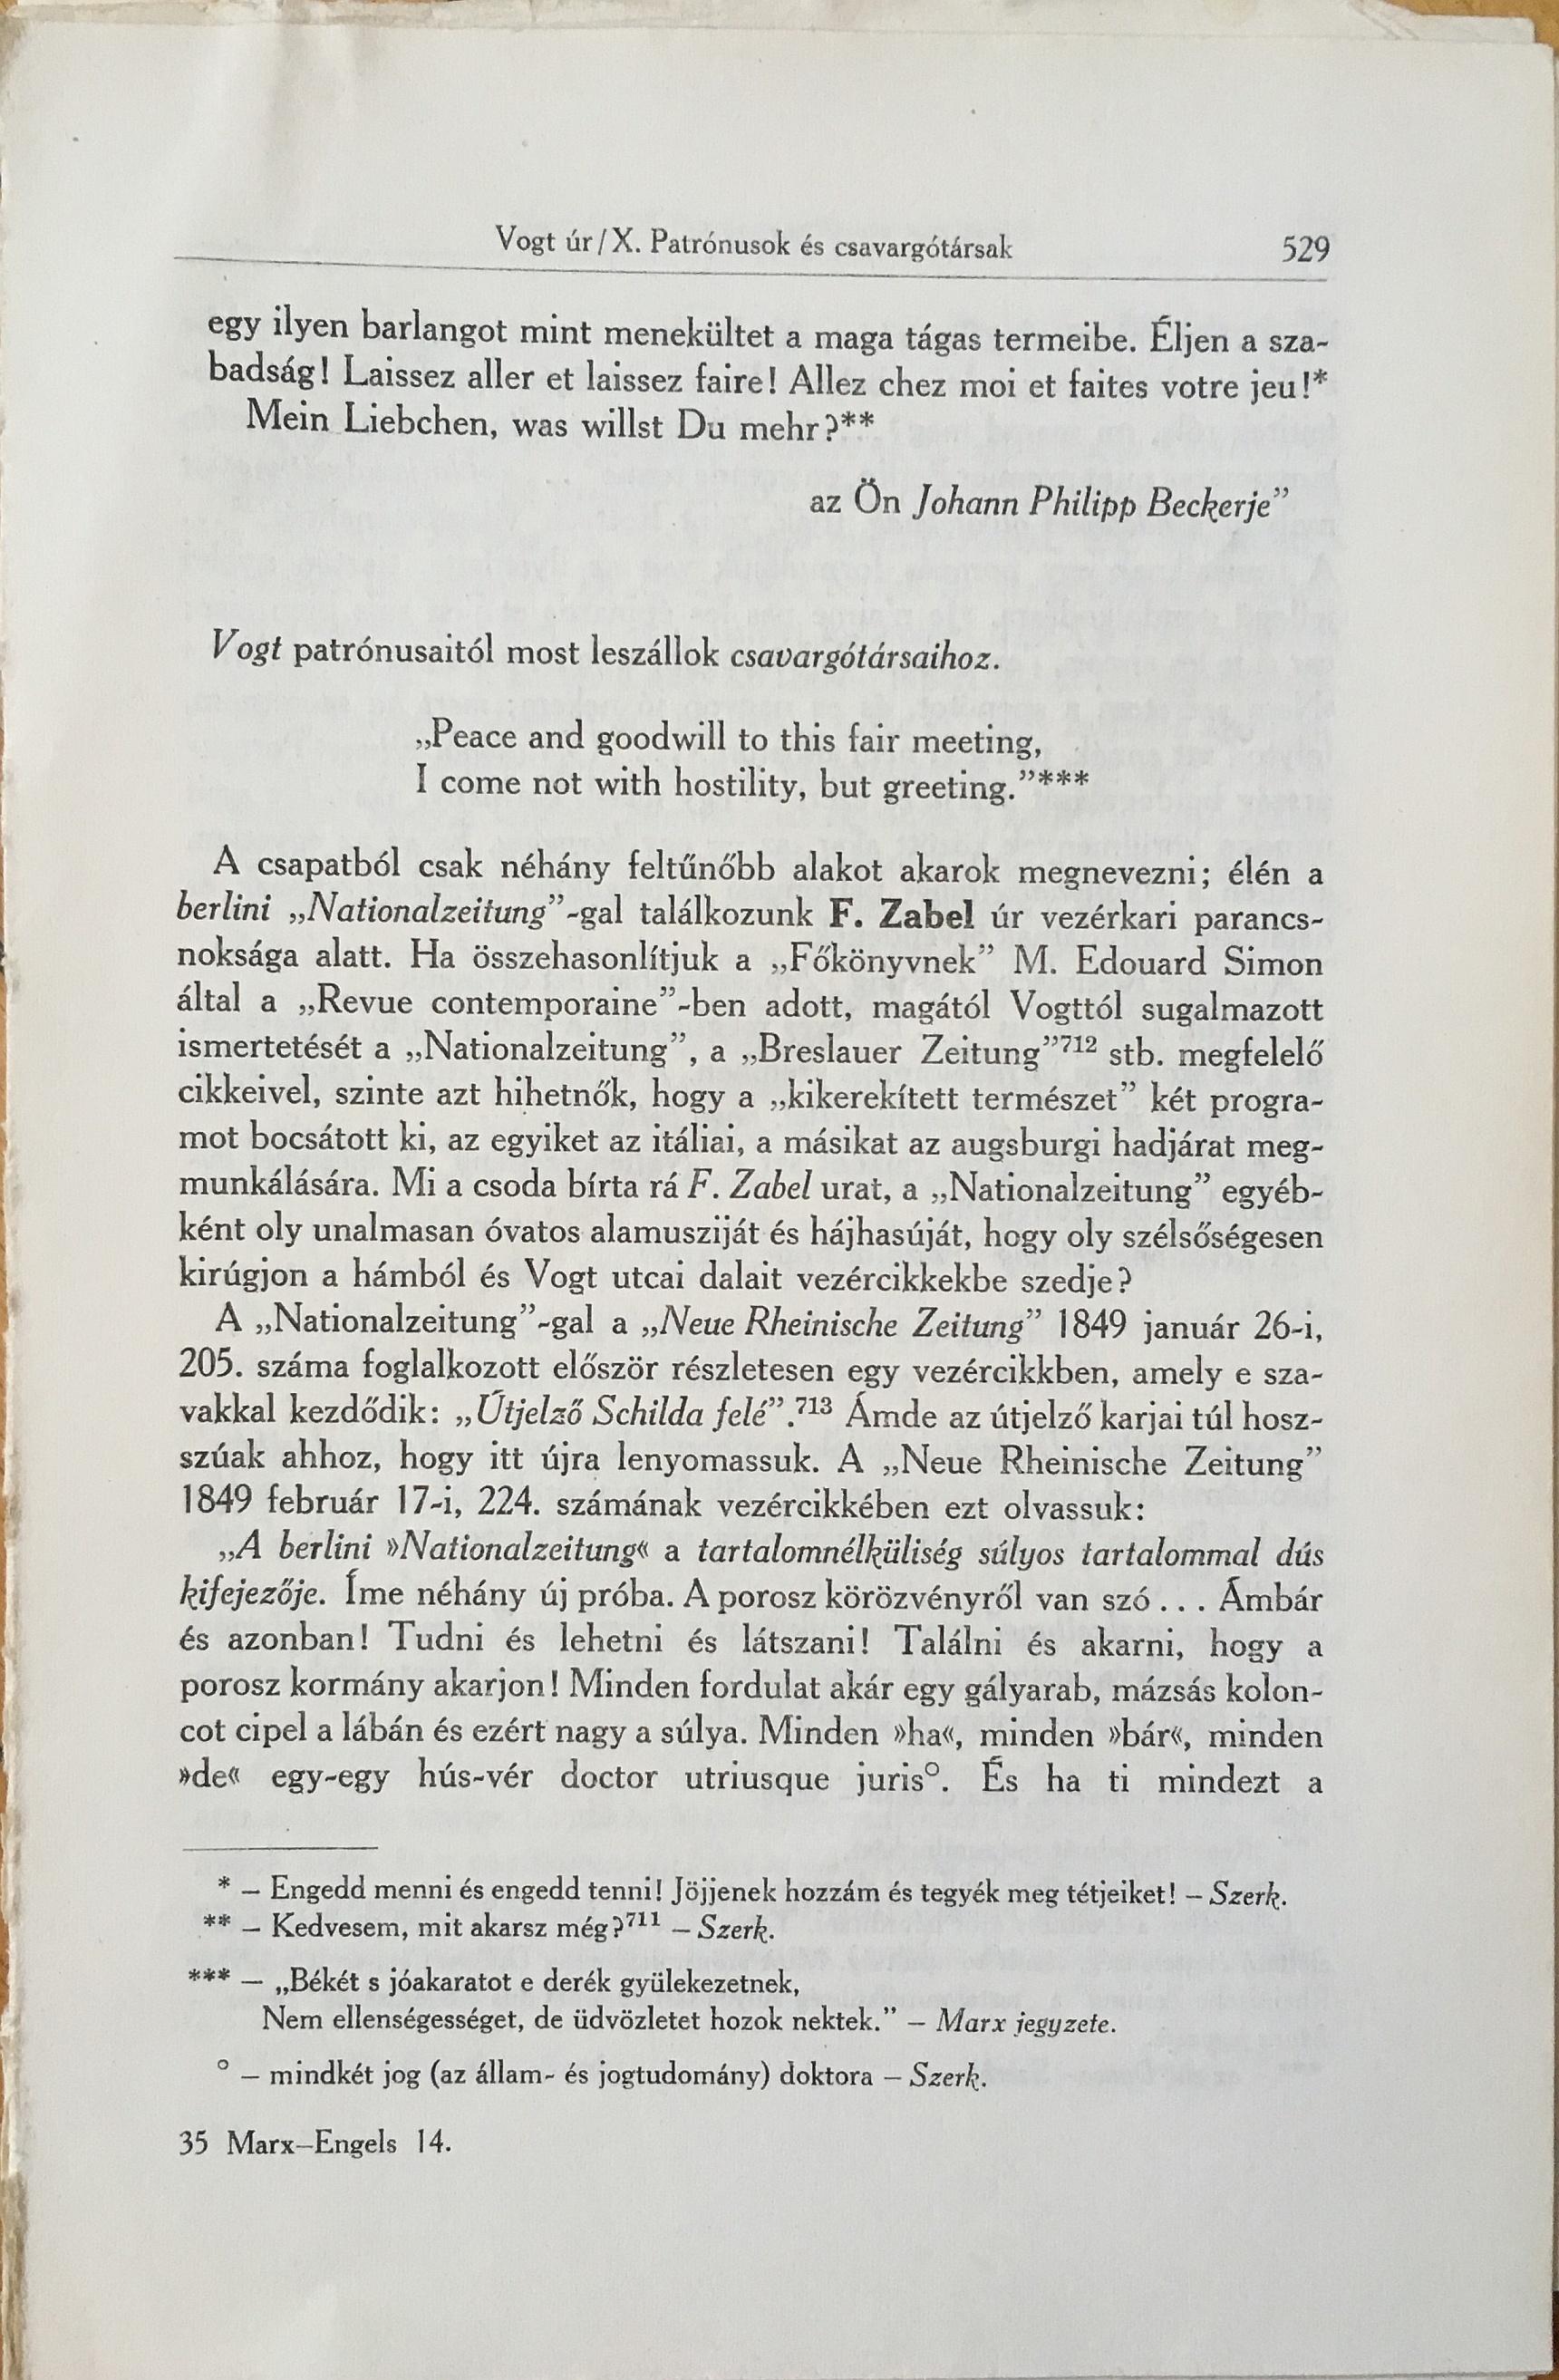 Vogt úr/X. Patrónusok és csavargótársak 529
egy ilyen barlangot mint menekültet a maga tágas termeibe. Éljen a sza-
badság! Laissez aller et laissez faire! Allez chez moi et faites votre jeu!*
Mein Liebchen, was willst Du mehr?**
az Ön Johann Philipp Beckerje”
Vogt patrónusaitól most leszállok csavargótársaihoz.
„Peace and goodwill to this fair meeting,
I come not with hostility, but greeting.”***
A csapatból csak néhány feltűnőbb alakot akarok megnevezni; élén a
berlini „Nationalzeitung”-gal találkozunk F. Zabel úr vezérkari parancs-
noksága alatt. Ha összehasonlítjuk a „Főkönyvnek” M. Edouard Simon
által a „Revue contemporaine”-ben adott, magától Vogttól sugalmazott
ismertetését a „Nationalzeitung”, a „Breslauer Zeitung”712 stb. megfelelő
cikkeivel, szinte azt hihetnők, hogy a „kikerekített természet” két progra-
mot bocsátott ki, az egyiket az itáliai, a másikat az augsburgi hadjárat meg-
munkálására. Mi a csoda bírta rá F. Zabel urat, a „Nationalzeitung” egyéb-
ként oly unalmasan óvatos alamusziját és hájhasúját, hogy oly szélsőségesen
kirúgjon a hámból és Vogt utcai dalait vezércikkekbe szedje?
A „Nationalzeitung”-gal a „Neue Rheinische Zeitung” 1849 január 26-i,
205. száma foglalkozott először részletesen egy vezércikkben, amely e sza-
vakkal kezdődik: „Útjelző Schilda felé”.713 Ámde az útjelző karjai túl hosz-
szúak ahhoz, hogy itt újra lenyomassuk. A „Neue Rheinische Zeitung”
1849 február 17-i, 224. számának vezércikkében ezt olvassuk:
„A berlini »Nationalzeitung« a tartalomnélküliség súlyos tartalommal dús
kifejezője. Íme néhány új próba. A porosz körözvényről van szó... Ámbár
és azonban! Tudni és lehetni és látszani! Találni és akarni, hogy a
porosz kormány akarjon! Minden fordulat akár egy gályarab, mázsás kolon-
cot cipel a lábán és ezért nagy a súlya. Minden »ha«, minden »bár«, minden
»de« egy-egy hús-vér doctor utriusque juris°. És ha ti mindezt a
* – Engedd menni és engedd tenni! Jöjjenek hozzám és tegyék meg tétjeiket! – Szerk.
** – Kedvesem, mit akarsz még?711 – Szerk.
*** – „Békét s jóakaratot e derék gyülekezetnek,
Nem ellenségességet, de üdvözletet hozok nektek.” – Marx jegyzete.
° – mindkét jog (az állam- és jogtudomány) doktora – Szerk.
35 Marx–Engels 14.